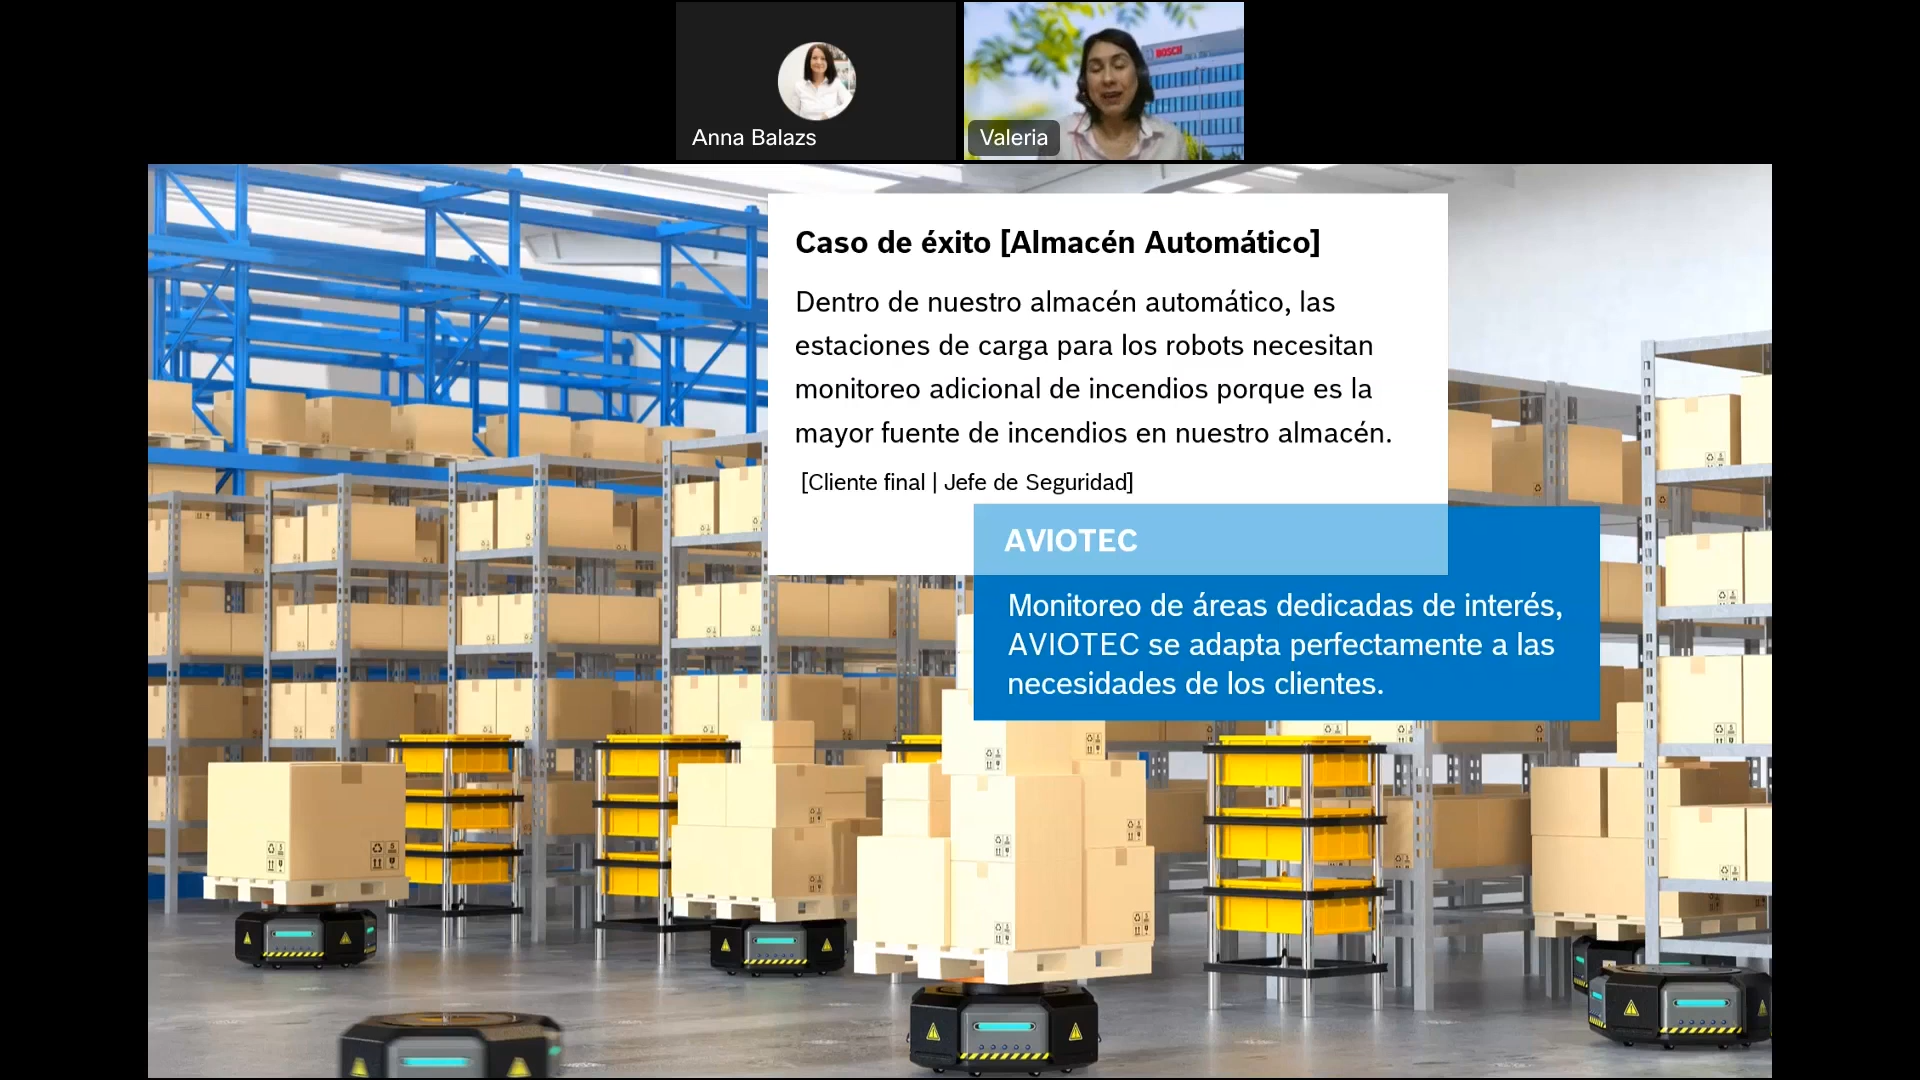 BOSCH
Anna Balazs
Valeria
Caso de éxito [Almacén Automático]
Dentro de nuestro almacén automático, las
estaciones de carga para los robots necesitan
monitoreo adicional de incendios porque es la
mayor fuente de incendios en nuestro almacén.
[Cliente final | Jefe de Seguridad]
AVIOTEC
Monitoreo de áreas dedicadas de interés,
AVIOTEC se adapta perfectamente a las
necesidades de los clientes.